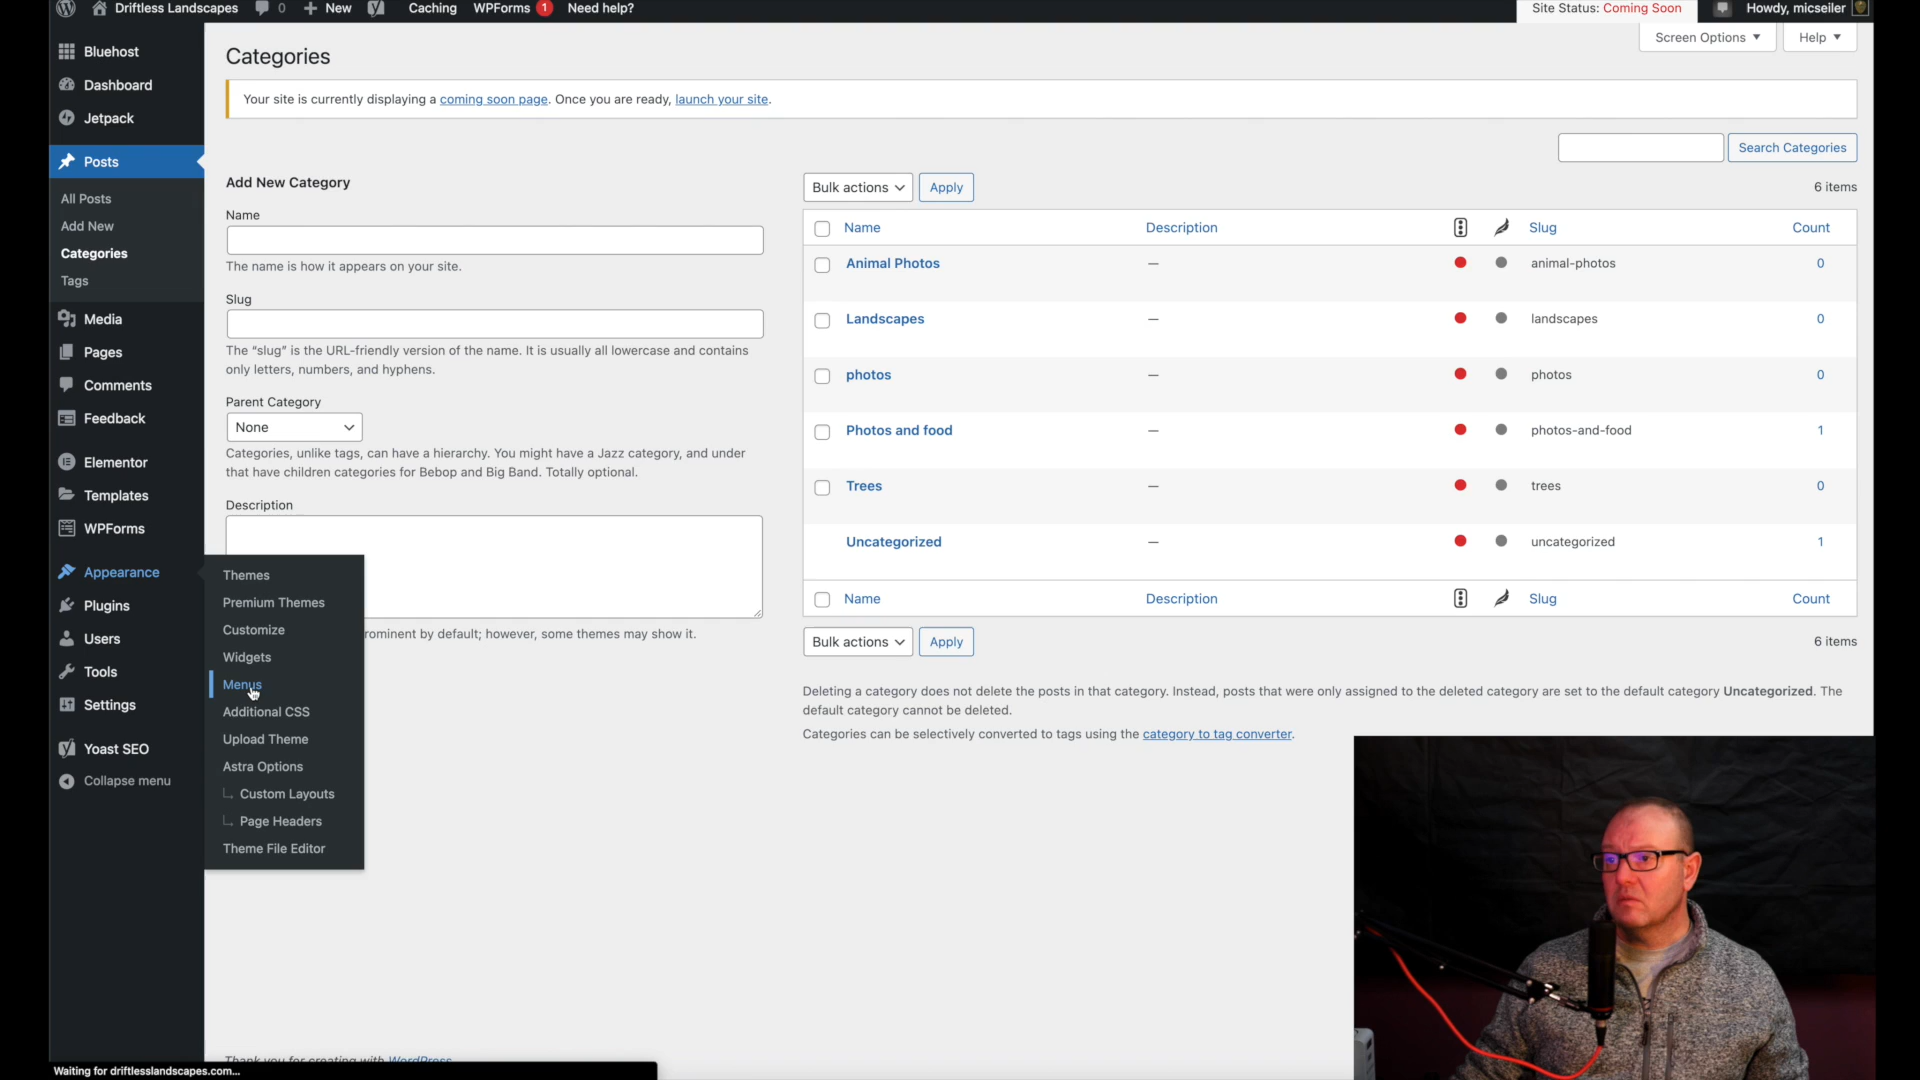 Driftless Landscapes 0 New Caching WPForms 1 Need help? Site Status: Coming Soon Howdy, micseiler
Screen Options Help
Bluehost
Dashboard
Jetpack
Posts
All Posts
Add New
Categories
Tags
Media
Pages
Comments
Feedback
Elementor
Templates
WPForms
Appearance
Plugins
Users
Tools
Settings
Yoast SEO
Collapse menu
Themes
Premium Themes
Customize
Widgets
Menus
Additional CSS
Upload Theme
Astra Options
Custom Layouts
Page Headers
Theme File Editor
Categories
Your site is currently displaying a coming soon page. Once you are ready, launch your site.
Search Categories
Add New Category
Name
The name is how it appears on your site.
Slug
The “slug” is the URL-friendly version of the name. It is usually all lowercase and contains
only letters, numbers, and hyphens.
Parent Category
None
Categories, unlike tags, can have a hierarchy. You might have a Jazz category, and under
that have children categories for Bebop and Big Band. Totally optional.
Description
rominent by default; however, some themes may show it.
Bulk actions Apply 6 items
Name Description Slug Count
Animal Photos — animal-photos 0
Landscapes — landscapes 0
photos — photos 0
Photos and food — photos-and-food 1
Trees — trees 0
Uncategorized — uncategorized 1
Name Description Slug Count
Bulk actions Apply 6 items
Deleting a category does not delete the posts in that category. Instead, posts that were only assigned to the deleted category are set to the default category Uncategorized. The
default category cannot be deleted.
Categories can be selectively converted to tags using the category to tag converter.
Thank you for creating with WordPress
Waiting for driftlesslandscapes.com...